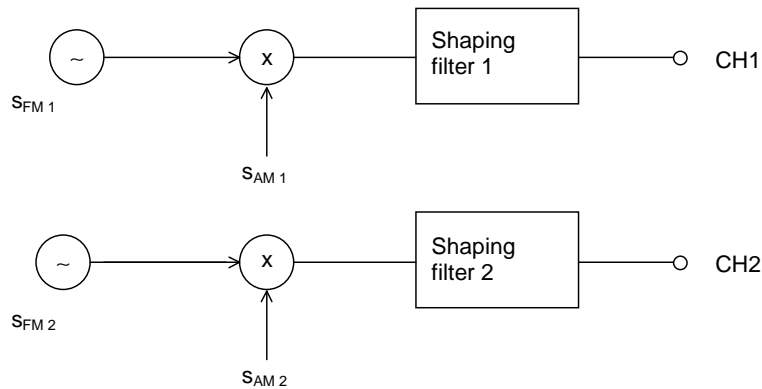 Shaping
filter 1
~
x
CH1
sFM 1
sAM 1
Shaping
filter 2
~
x
CH2
sFM 2
sAM 2